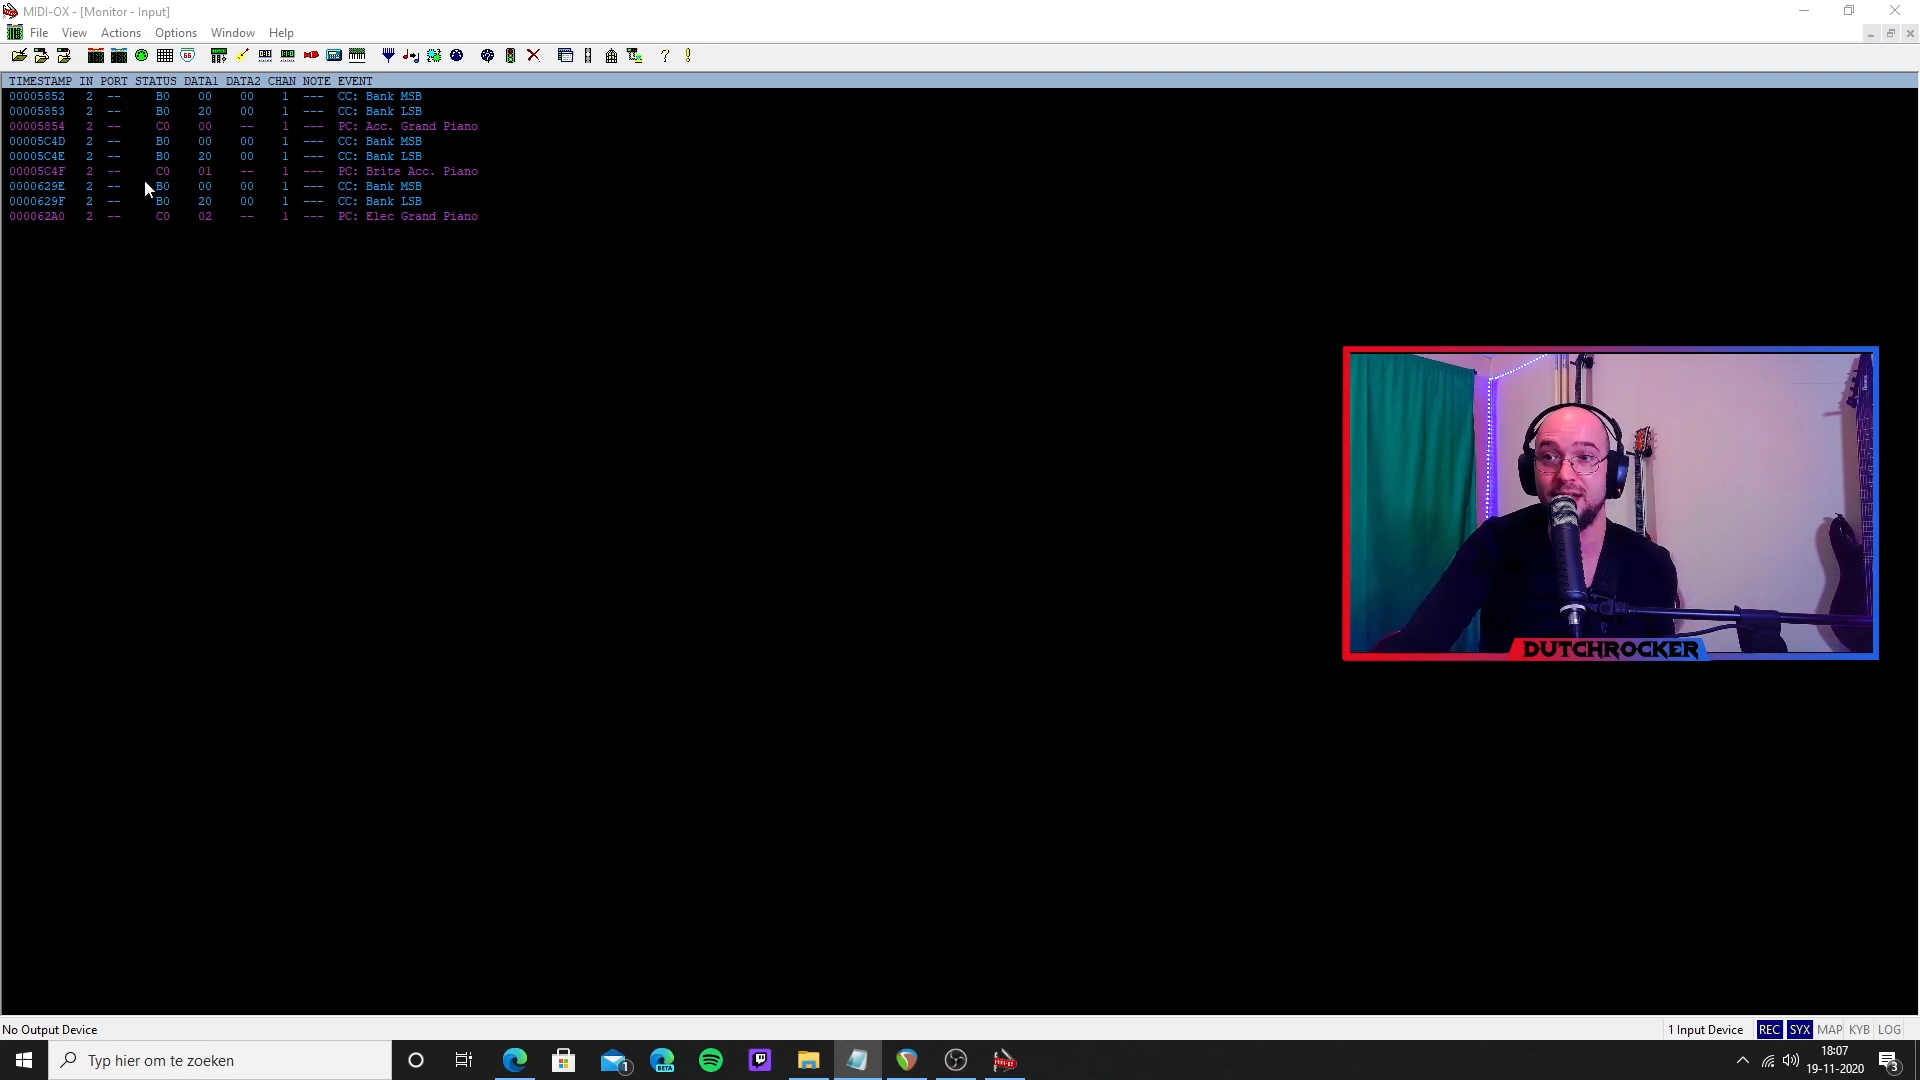 MIDI-OX - [Monitor - Input]
File View Actions Options Window Help
TIMESTAMP IN PORT STATUS DATA1 DATA2 CHAN NOTE EVENT
00005852 2 -- B0 00 00 1 --- CC: Bank MSB
00005853 2 -- B0 20 00 1 --- CC: Bank LSB
00005854 2 -- C0 00 -- 1 --- PC: Acc. Grand Piano
00005C4D 2 -- B0 00 00 1 --- CC: Bank MSB
00005C4E 2 -- B0 20 00 1 --- CC: Bank LSB
00005C4F 2 -- C0 01 -- 1 --- PC: Brite Acc. Piano
0000629E 2 -- B0 00 00 1 --- CC: Bank MSB
0000629F 2 -- B0 20 00 1 --- CC: Bank LSB
000062A0 2 -- C0 02 -- 1 --- PC: Elec Grand Piano
DUTCHROCKER
No Output Device
1 Input Device REC SYX MAP KYB LOG
Typ hier om te zoeken
1
BETA
18:07
19-11-2020
3